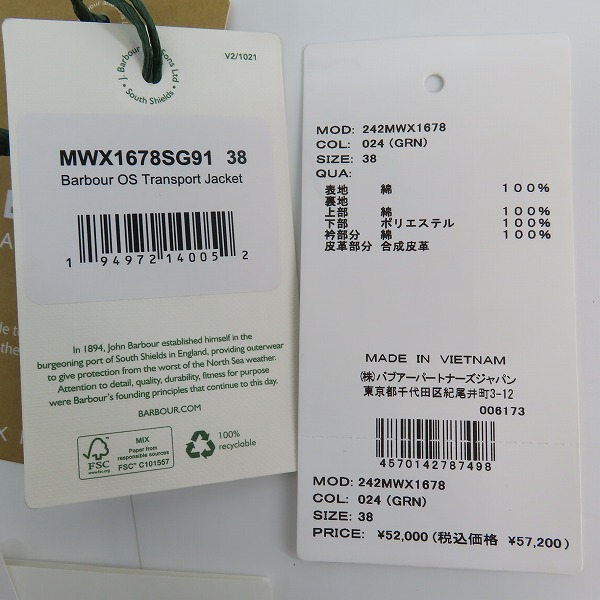 V2/1021
J. Barbour Sons Ltd
South Shields
MWX1678SG91 38
Barbour OS Transport Jacket
1 94972 14005 2
In 1894, John Barbour established himself in the
burgeoning port of South Shields in England, providing outerwear
to give protection from the worst of the North Sea weather.
Attention to detail, quality, durability, fitness for purpose
were Barbour's founding principles that continue to this day.
BARBOUR.COM
FSC
www.fsc.org
MIX
Paper from
responsible sources
FSC™ C101557
100%
recyclable
MOD: 242MWX1678
COL: 024 (GRN)
SIZE: 38
QUA:
表地 綿 100%
裏地
上部 綿 100%
下部 ポリエステル 100%
衿部分 綿 100%
皮革部分 合成皮革
MADE IN VIETNAM
(株)バブアーパートナーズジャパン
東京都千代田区紀尾井町3-12
006173
4570142787498
MOD: 242MWX1678
COL: 024 (GRN)
SIZE: 38
PRICE: ¥52,000 (税込価格 ¥57,200)